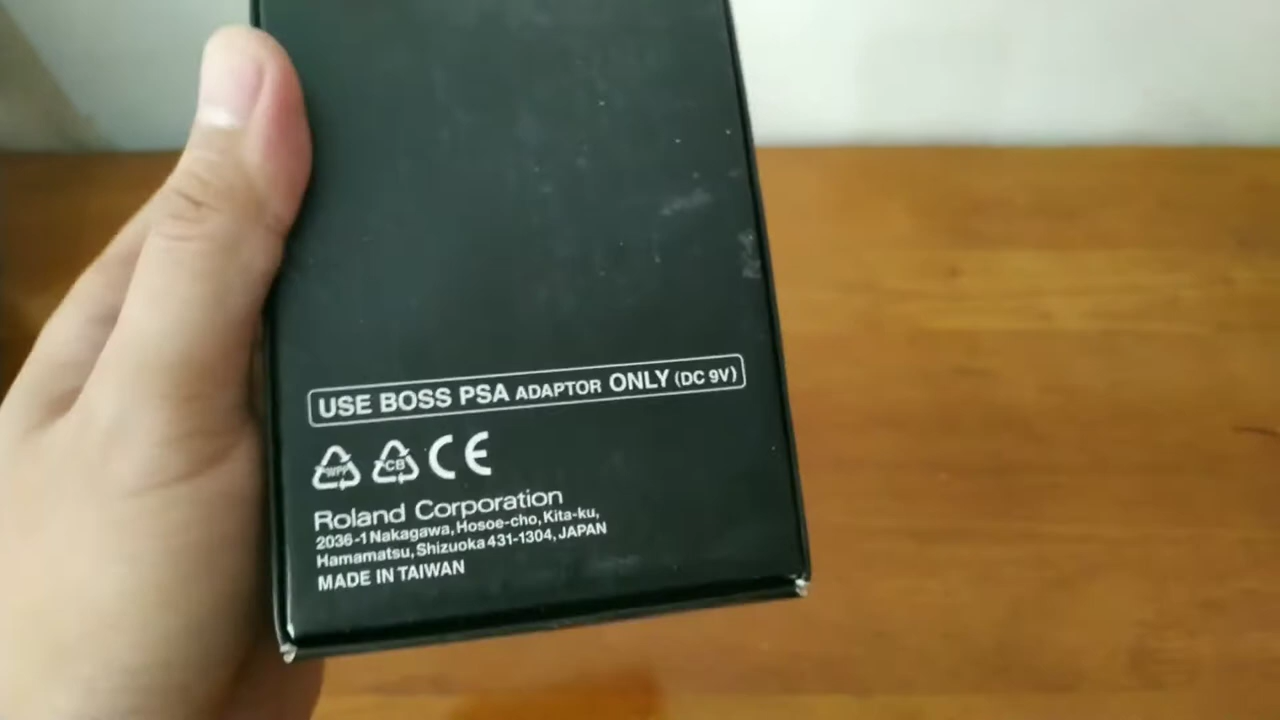 USE BOSS PSA ADAPTOR ONLY (DC 9V)
CB CE
Roland Corporation
2036-1 Nakagawa, Hosoe-cho, Kita-ku,
Hamamatsu, Shizuoka 431-1304, JAPAN
MADE IN TAIWAN